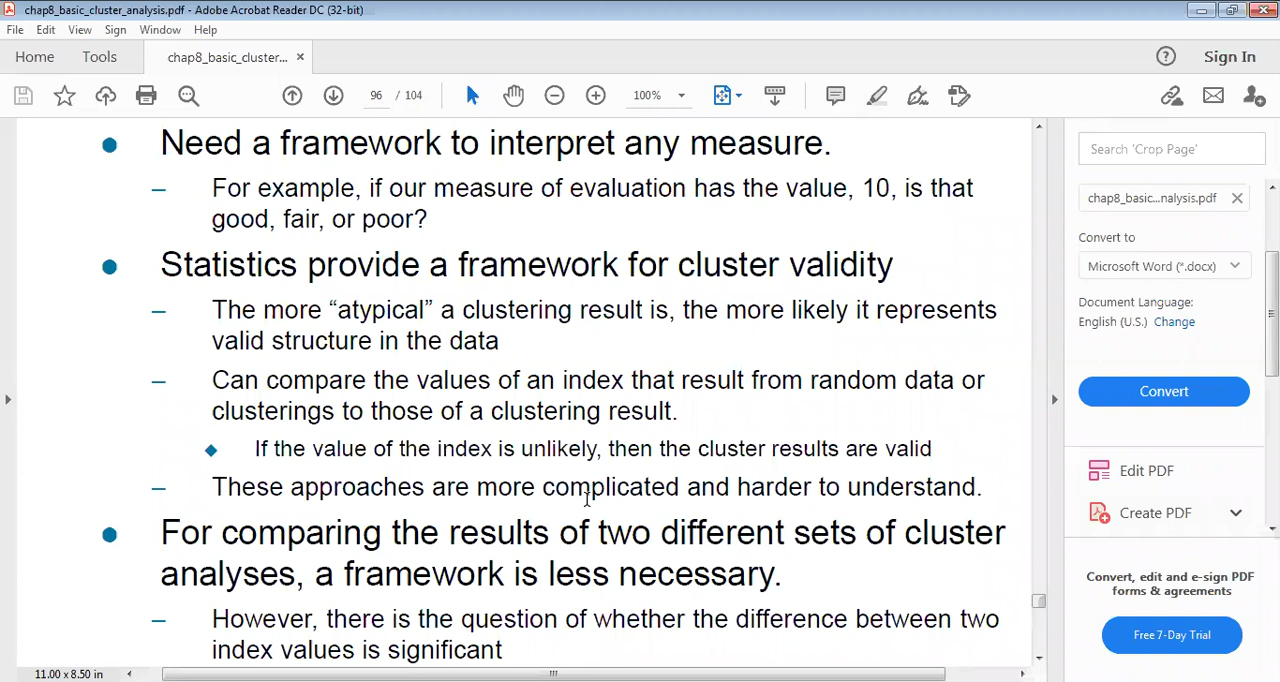 chap8_basic_cluster_analysis.pdf - Adobe Acrobat Reader DC (32-bit)
File Edit View Sign Window Help
Home Tools chap8_basic_cluster... × Sign In
96 / 104 100%
Need a framework to interpret any measure.
– For example, if our measure of evaluation has the value, 10, is that
good, fair, or poor?
Statistics provide a framework for cluster validity
– The more “atypical” a clustering result is, the more likely it represents
valid structure in the data
– Can compare the values of an index that result from random data or
clusterings to those of a clustering result.
If the value of the index is unlikely, then the cluster results are valid
– These approaches are more complicated and harder to understand.
For comparing the results of two different sets of cluster
analyses, a framework is less necessary.
– However, there is the question of whether the difference between two
index values is significant
11.00 x 8.50 in
Search 'Crop Page'
chap8_basic...nalysis.pdf
Convert to
Microsoft Word (*.docx)
Document Language:
English (U.S.) Change
Convert
Edit PDF
Create PDF
Convert, edit and e-sign PDF
forms & agreements
Free 7-Day Trial